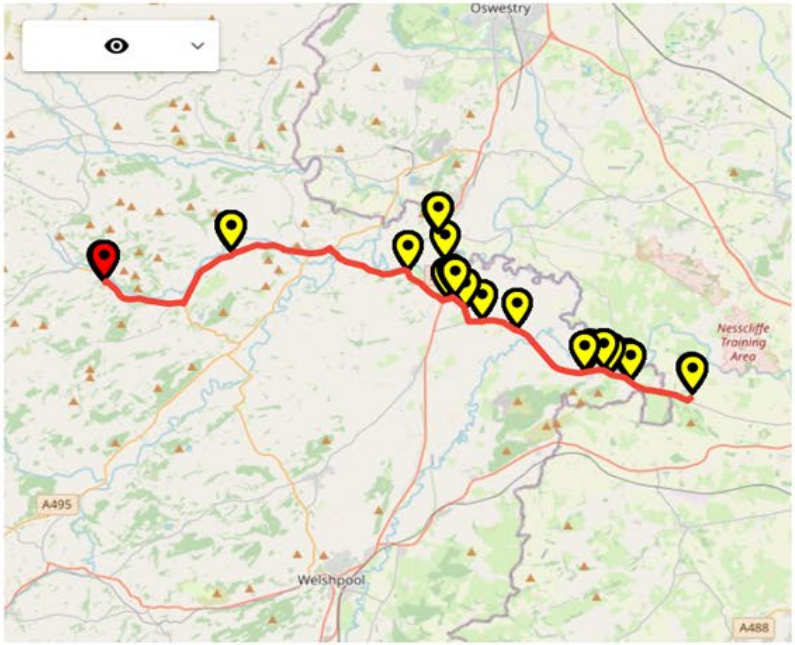 Oswestry
Nesscliffe
Training
Area
A495
Welshpool
A488